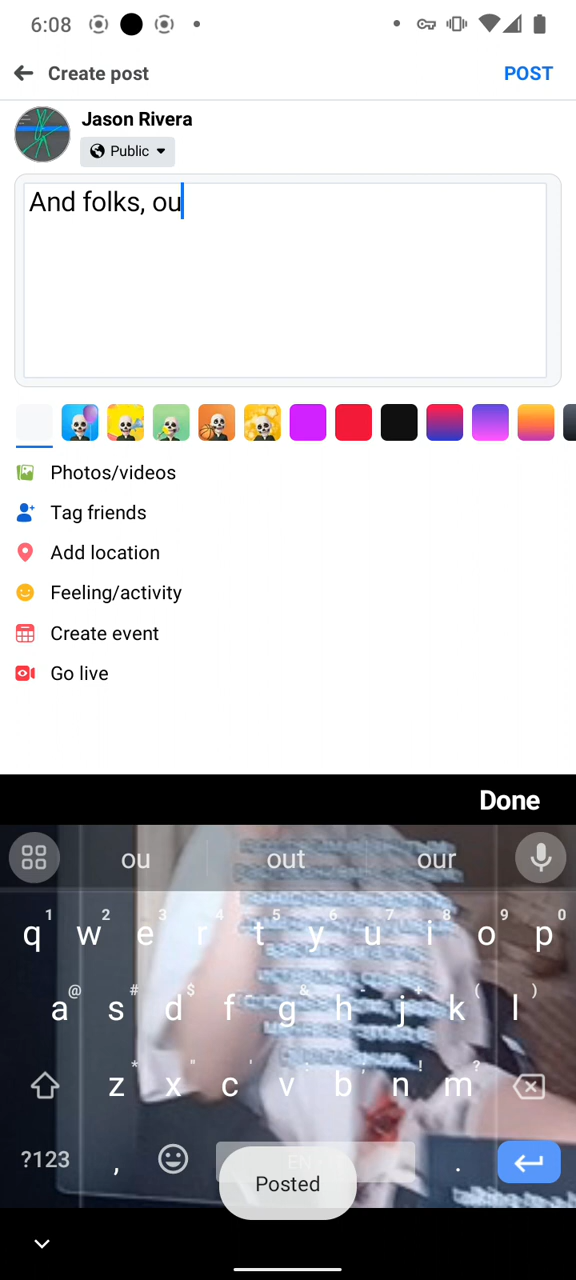 6:08
Create post
POST
Jason Rivera
Public
And folks, ou
Photos/videos
Tag friends
Add location
Feeling/activity
Create event
Go live
Done
ou out our
1 2 3 4 5 6 7 8 9 0
q w e r t y u i o p
@ # $ & - + ( )
a s d f g h j k l
* " ' : ; ! ?
z x c v b n m
?123 , .
Posted